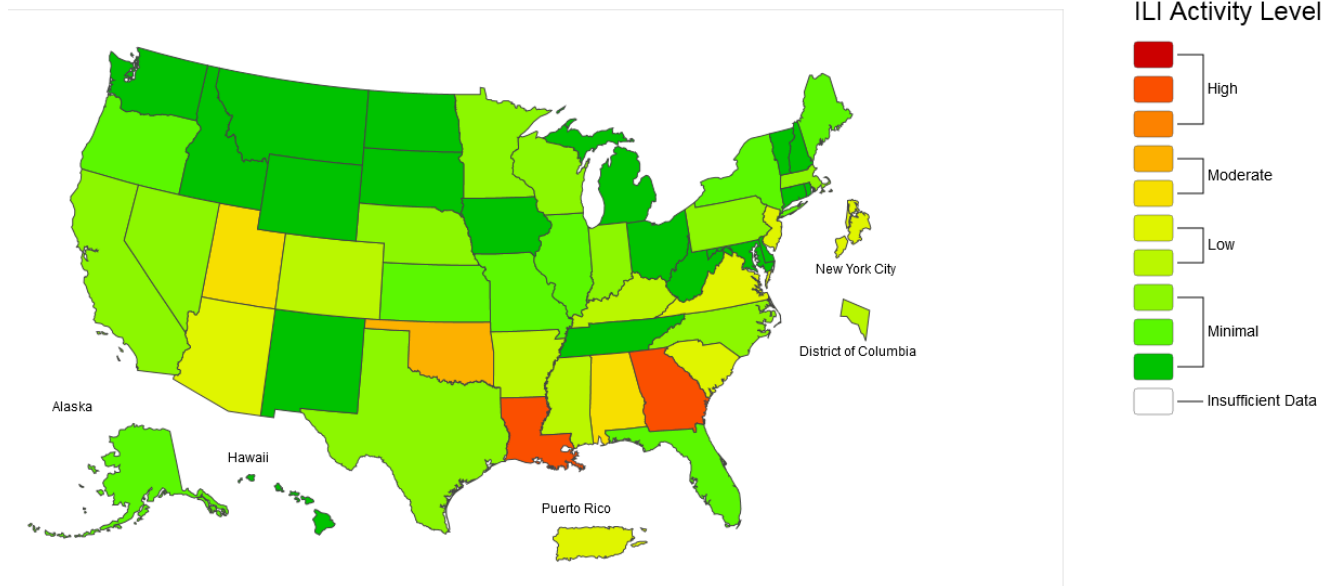 ILI Activity Level
High
Moderate
Low
New York City
Minimal
District of Columbia
Insufficient Data
Alaska
Hawaii
Puerto Rico